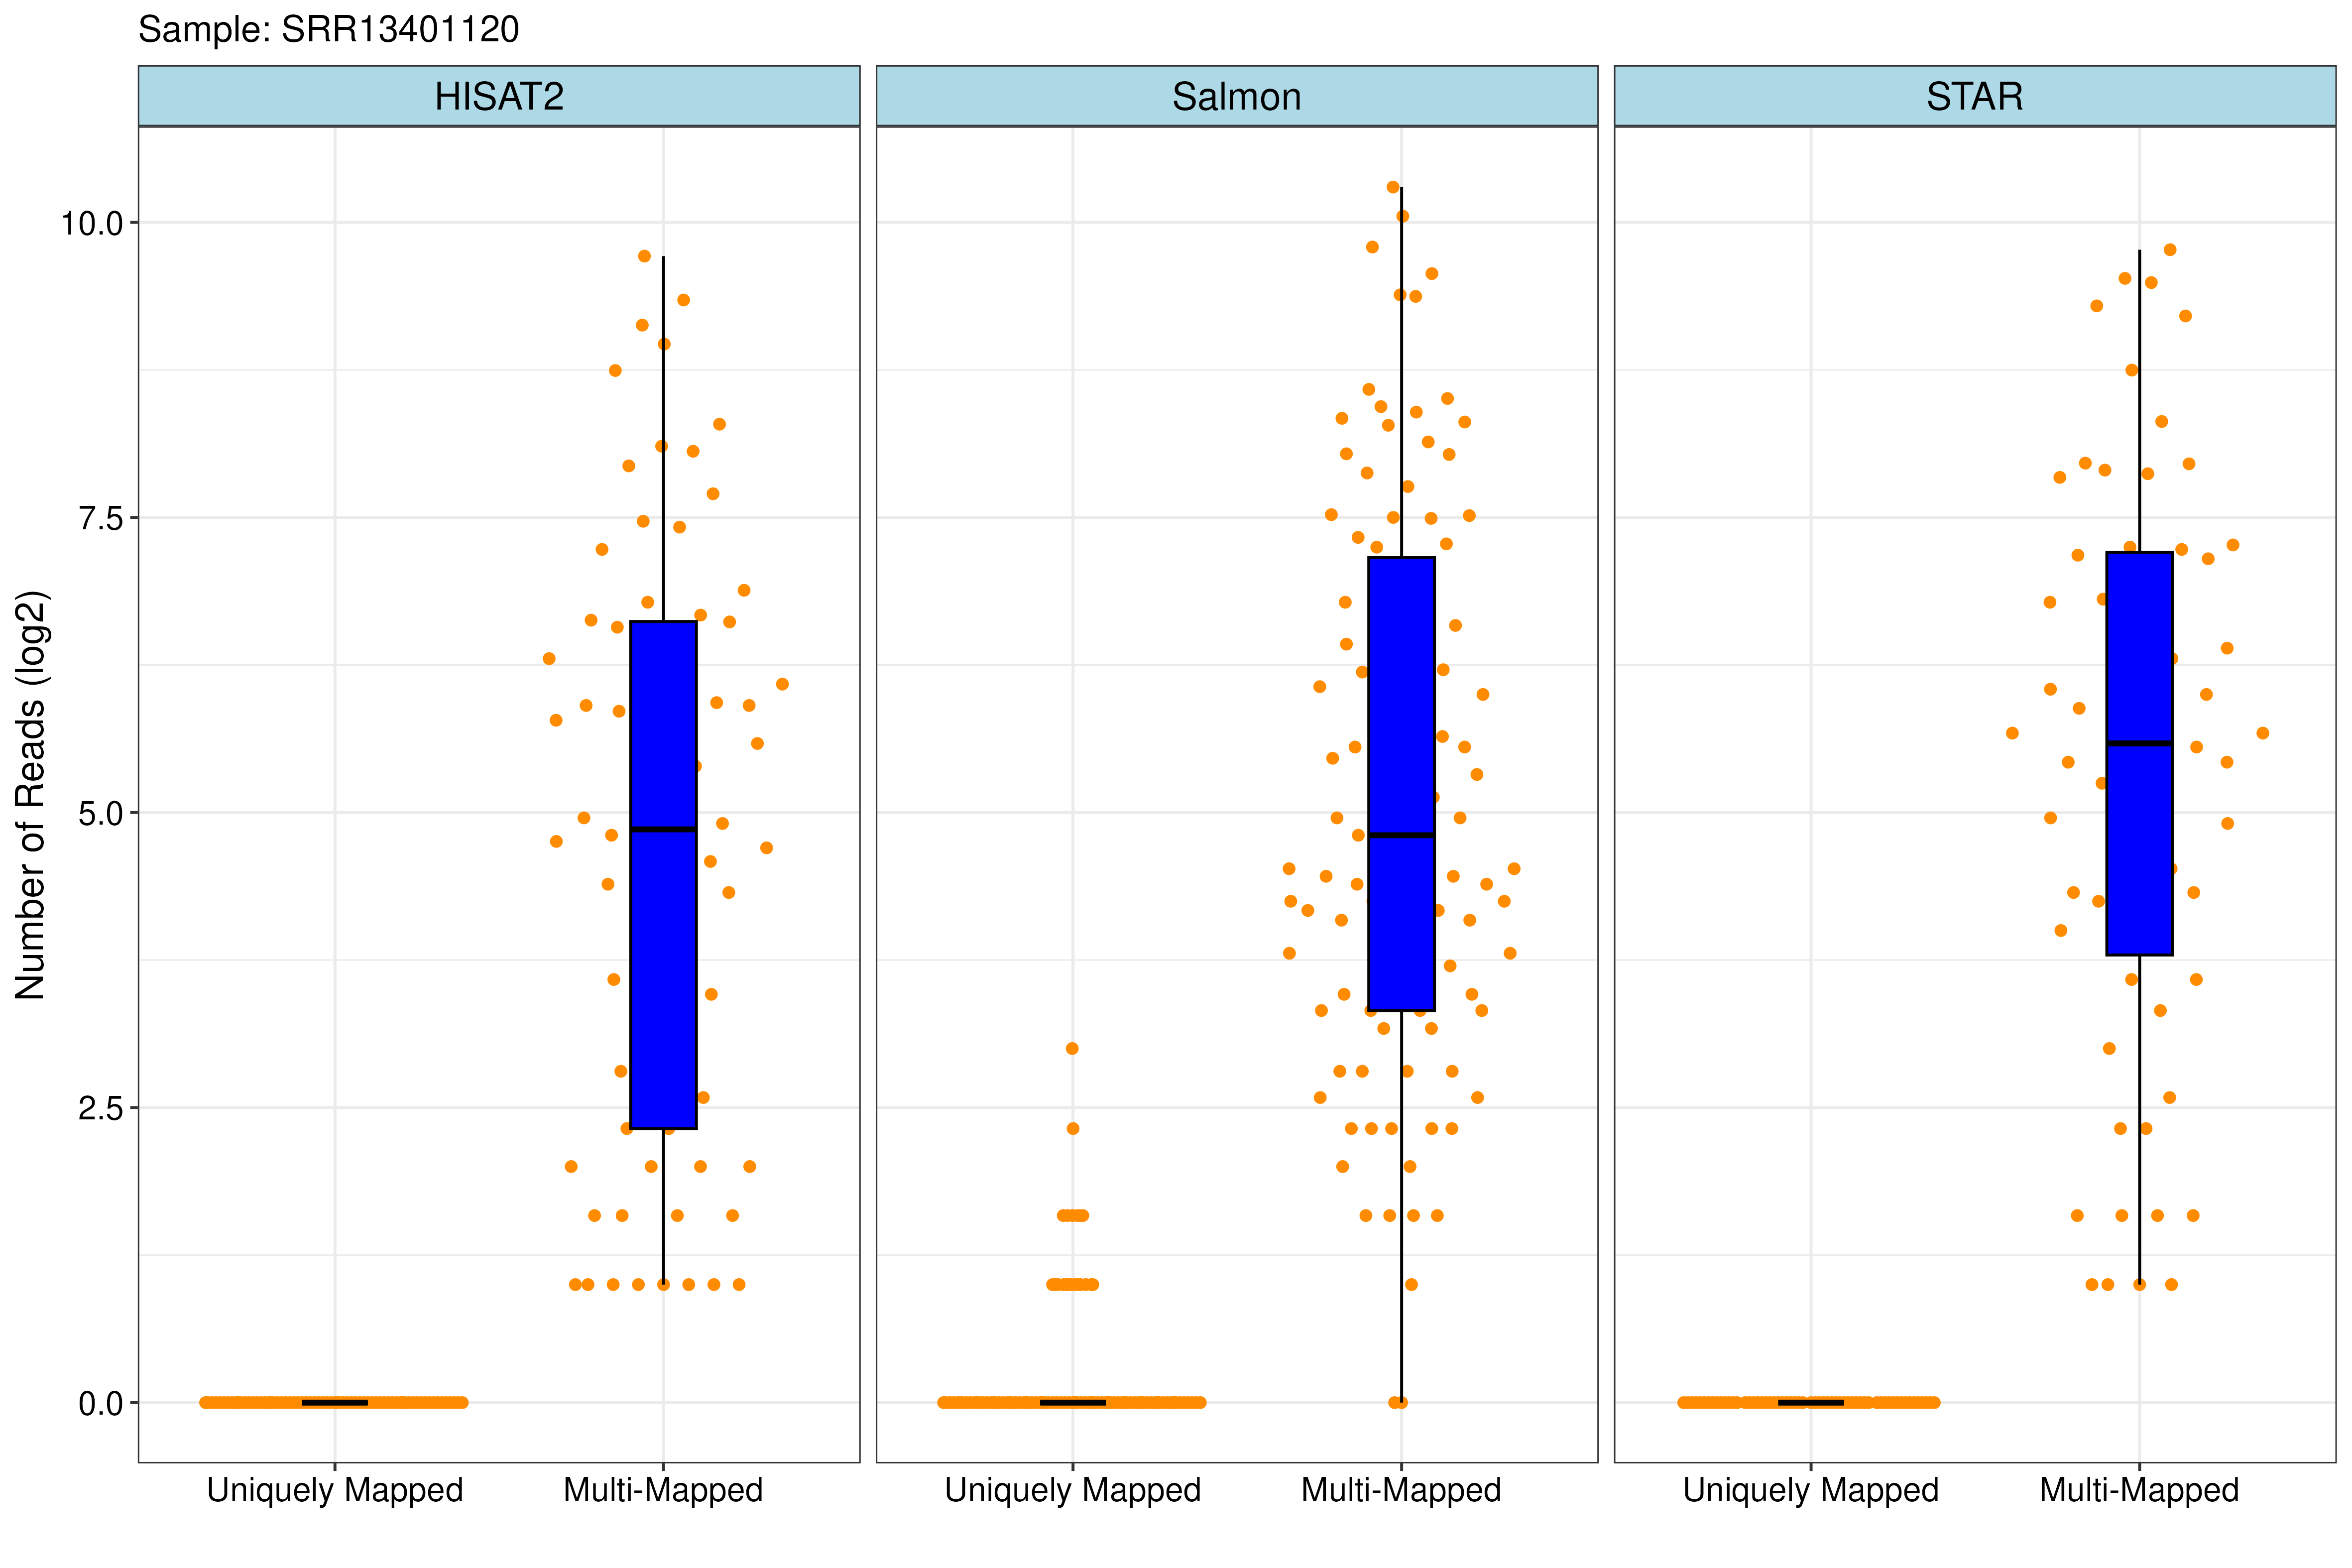 Sample: SRR13401120
HISAT2
Salmon
STAR
Number of Reads (log2)
10.0
7.5
5.0
2.5
0.0
Uniquely Mapped
Multi-Mapped
Uniquely Mapped
Multi-Mapped
Uniquely Mapped
Multi-Mapped